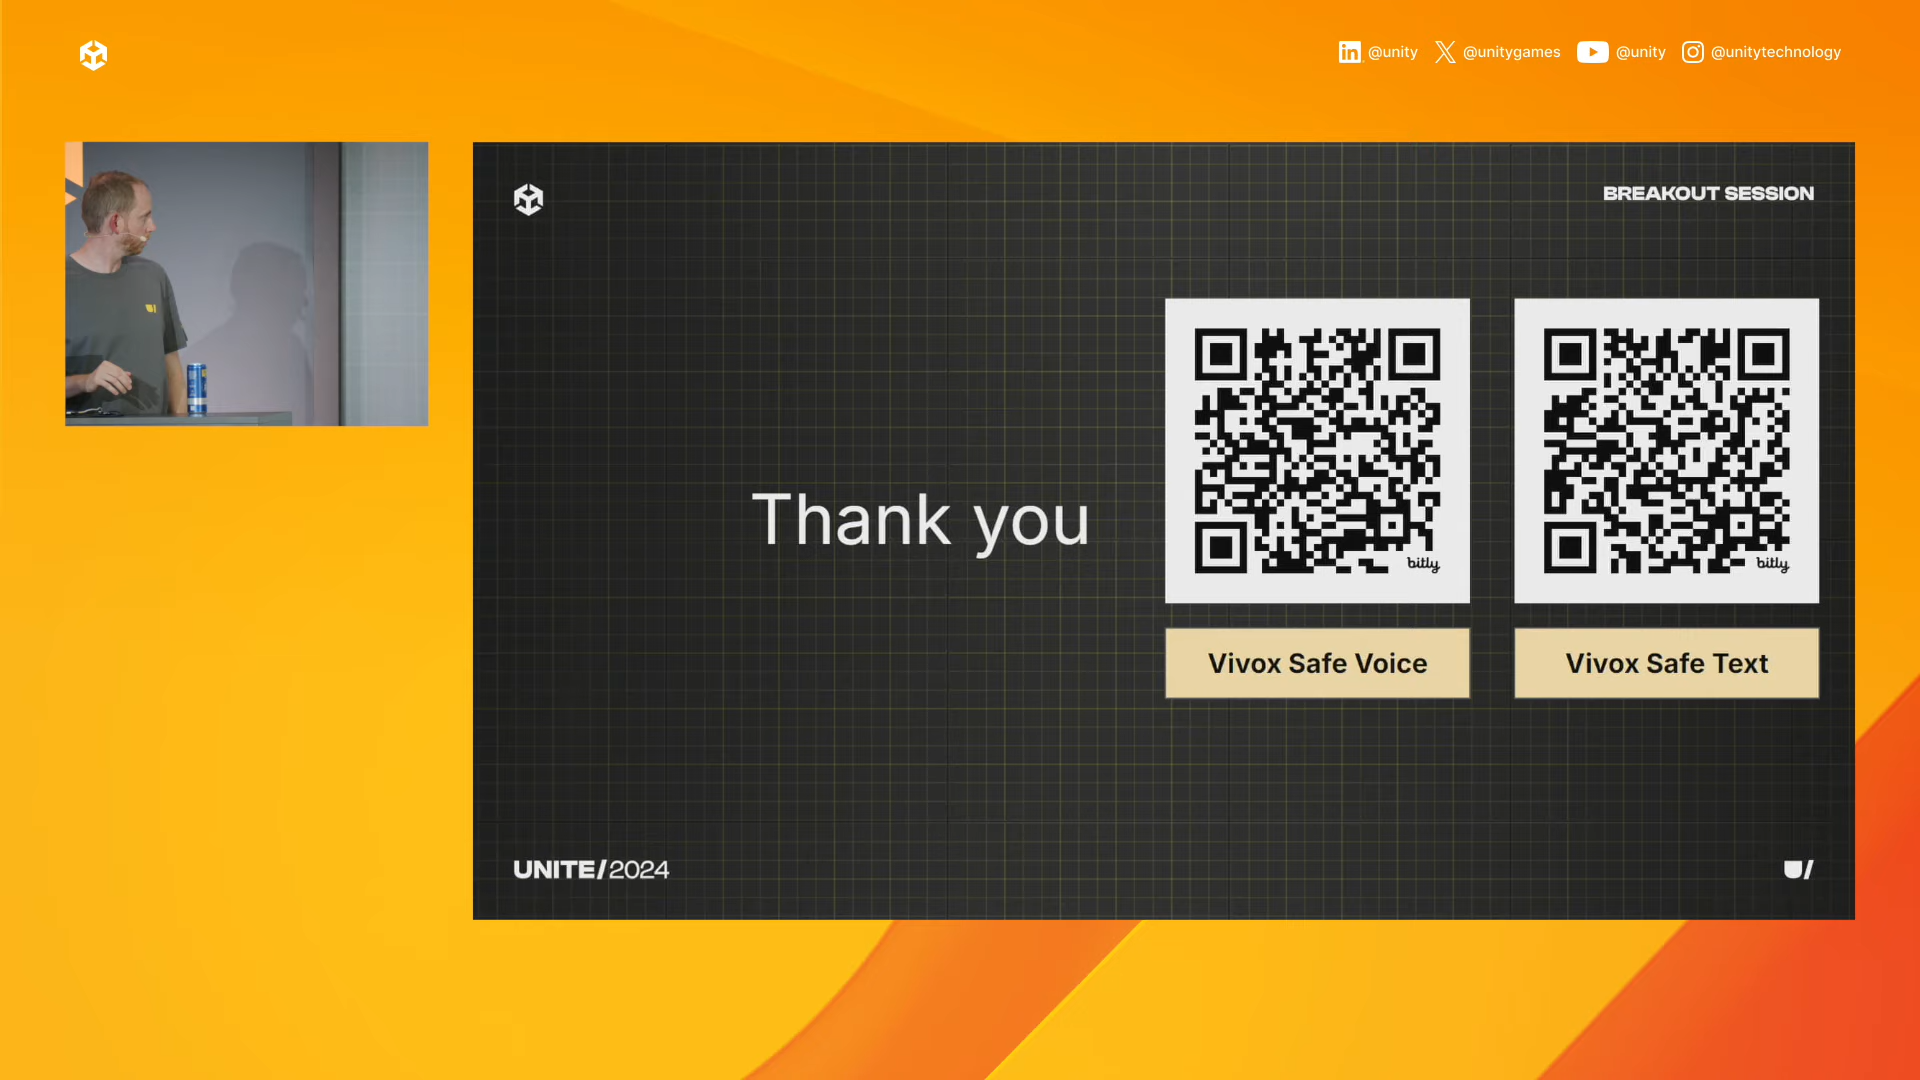 @unity
@unitygames
@unity
@unitytechnology
BREAKOUT SESSION
Thank you
bitly
bitly
Vivox Safe Voice
Vivox Safe Text
UNITE/2024
U/